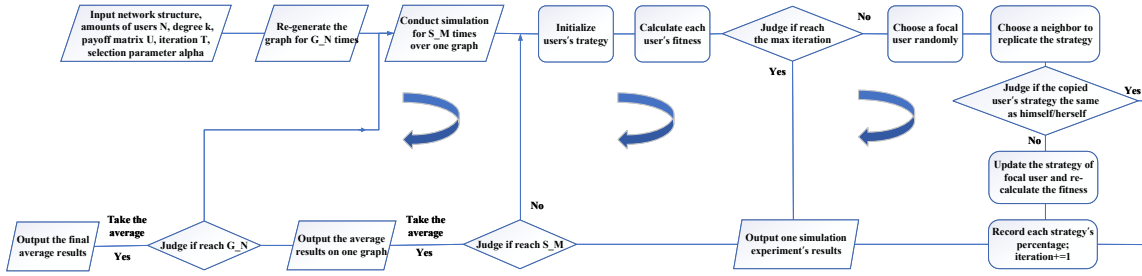 Input network structure,
amounts of users N, degree k,
payoff matrix U, iteration T,
selection parameter alpha
Re-generate the
graph for G_N times
Conduct simulation
for S_M times
over one graph
Initialize
users's trategy
Calculate each
user's fitness
Judge if reach
the max iteration
No
Yes
Choose a focal
user randomly
Choose a neighbor to
replicate the strategy
Judge if the copied
user's strategy the same
as himself/herself
Yes
No
Update the strategy of
focal user and re-
calculate the fitness
Record each strategy's
percentage;
iteration+=1
Output one simulation
experiment's results
Judge if reach S_M
No
Take the
average
Yes
Output the average
results on one graph
Judge if reach G_N
Take the
average
Yes
Output the final
average results